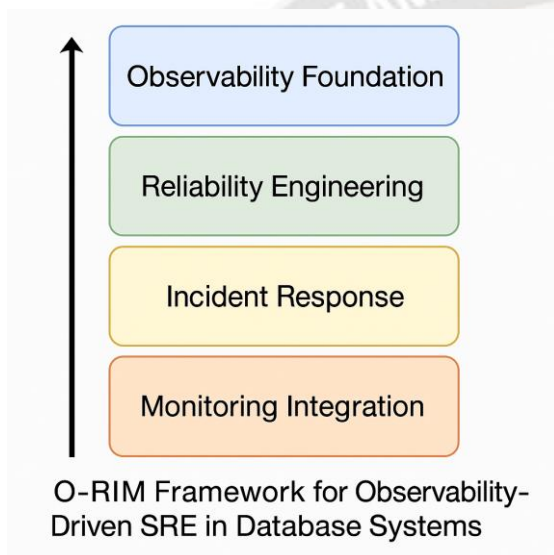 Observability Foundation
Reliability Engineering
Incident Response
Monitoring Integration
O-RIM Framework for Observability-
Driven SRE in Database Systems